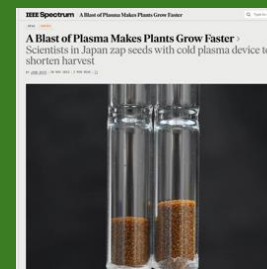 IEEE Spectrum A Blast of Plasma Makes Plants Grow Faster
A Blast of Plasma Makes Plants Grow Faster >
Scientists in Japan zap seeds with cold plasma device t
shorten harvest